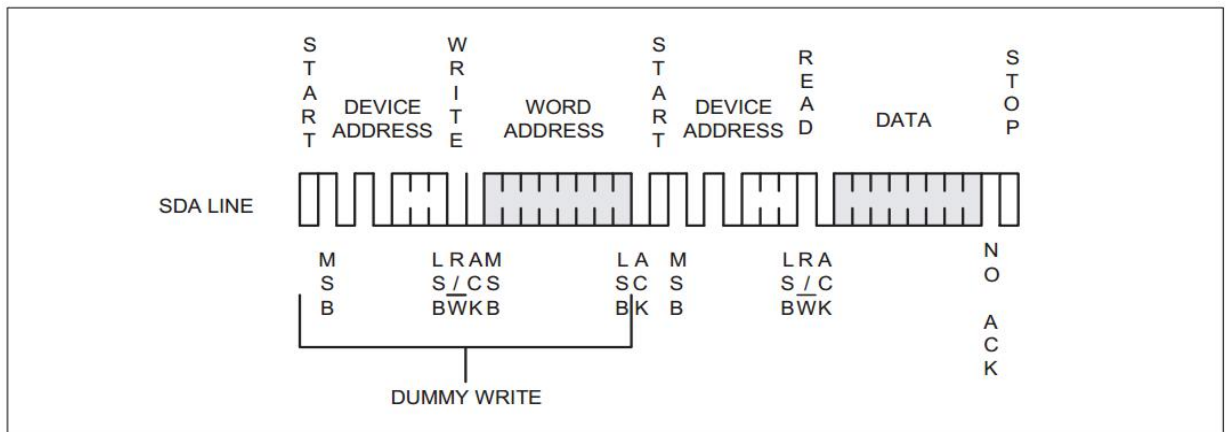 START
DEVICE ADDRESS
WRITE
WORD ADDRESS
START
DEVICE ADDRESS
READ
DATA
STOP
SDA LINE
MSB
LSB
R/W
ACK
MSB
LSB
ACK
MSB
LSB
R/W
ACK
NO ACK
DUMMY WRITE